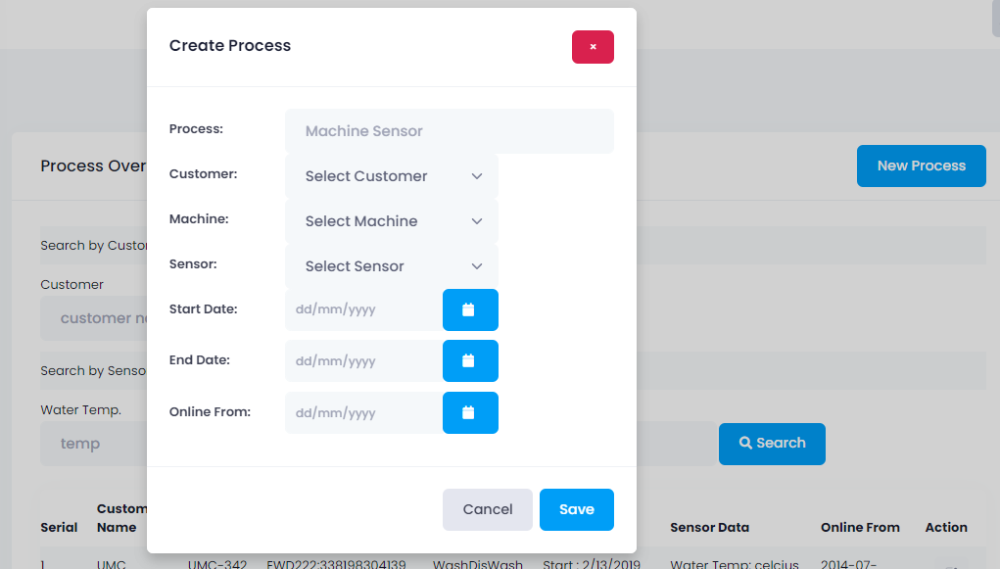 Create Process
×
Process: Machine Sensor
Customer: Select Customer
Machine: Select Machine
Sensor: Select Sensor
Start Date: dd/mm/yyyy
End Date: dd/mm/yyyy
Online From: dd/mm/yyyy
Cancel Save
Process Over
New Process
Search by Custo
Customer
customer n
Search by Senso
Water Temp.
temp
Search
Serial Custom Name Sensor Data Online From Action
1 UMC UMC-342 FWD222:338198304139 WashDisWash Start : 2/13/2019 Water Temp: celcius 2014-07-